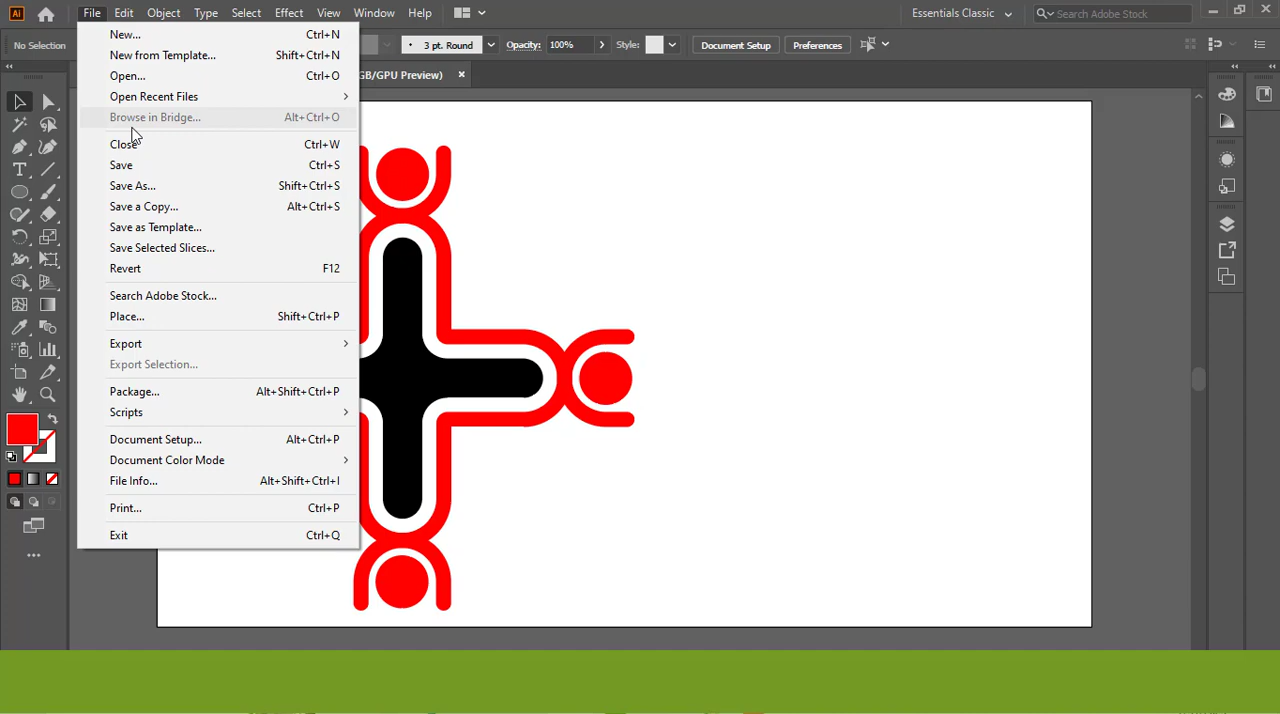 Ai File Edit Object Type Select Effect View Window Help Essentials Classic Search Adobe Stock
No Selection 3 pt. Round Opacity: 100% Style: Document Setup Preferences
GB/GPU Preview) ×
New... Ctrl+N
New from Template... Shift+Ctrl+N
Open... Ctrl+O
Open Recent Files
Browse in Bridge... Alt+Ctrl+O
Close Ctrl+W
Save Ctrl+S
Save As... Shift+Ctrl+S
Save a Copy... Alt+Ctrl+S
Save as Template...
Save Selected Slices...
Revert F12
Search Adobe Stock...
Place... Shift+Ctrl+P
Export
Export Selection...
Package... Alt+Shift+Ctrl+P
Scripts
Document Setup... Alt+Ctrl+P
Document Color Mode
File Info... Alt+Shift+Ctrl+I
Print... Ctrl+P
Exit Ctrl+Q